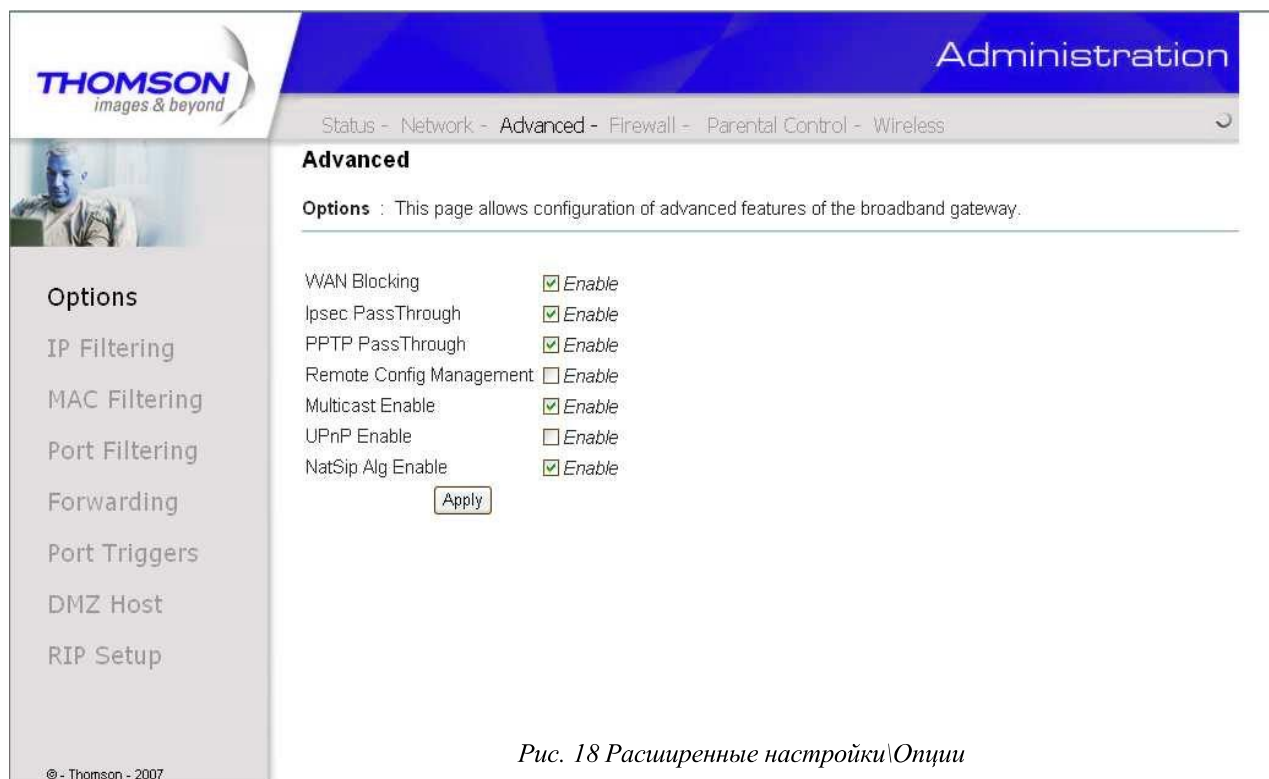 THOMSON
images & beyond
Administration
Status - Network - Advanced - Firewall - Parental Control - Wireless
Advanced
Options : This page allows configuration of advanced features of the broadband gateway.
Options
IP Filtering
MAC Filtering
Port Filtering
Forwarding
Port Triggers
DMZ Host
RIP Setup
WAN Blocking Enable
Ipsec PassThrough Enable
PPTP PassThrough Enable
Remote Config Management Enable
Multicast Enable Enable
UPnP Enable Enable
NatSip Alg Enable Enable
Apply
Рис. 18 Расширенные настройки\Опции
© - Thomson - 2007